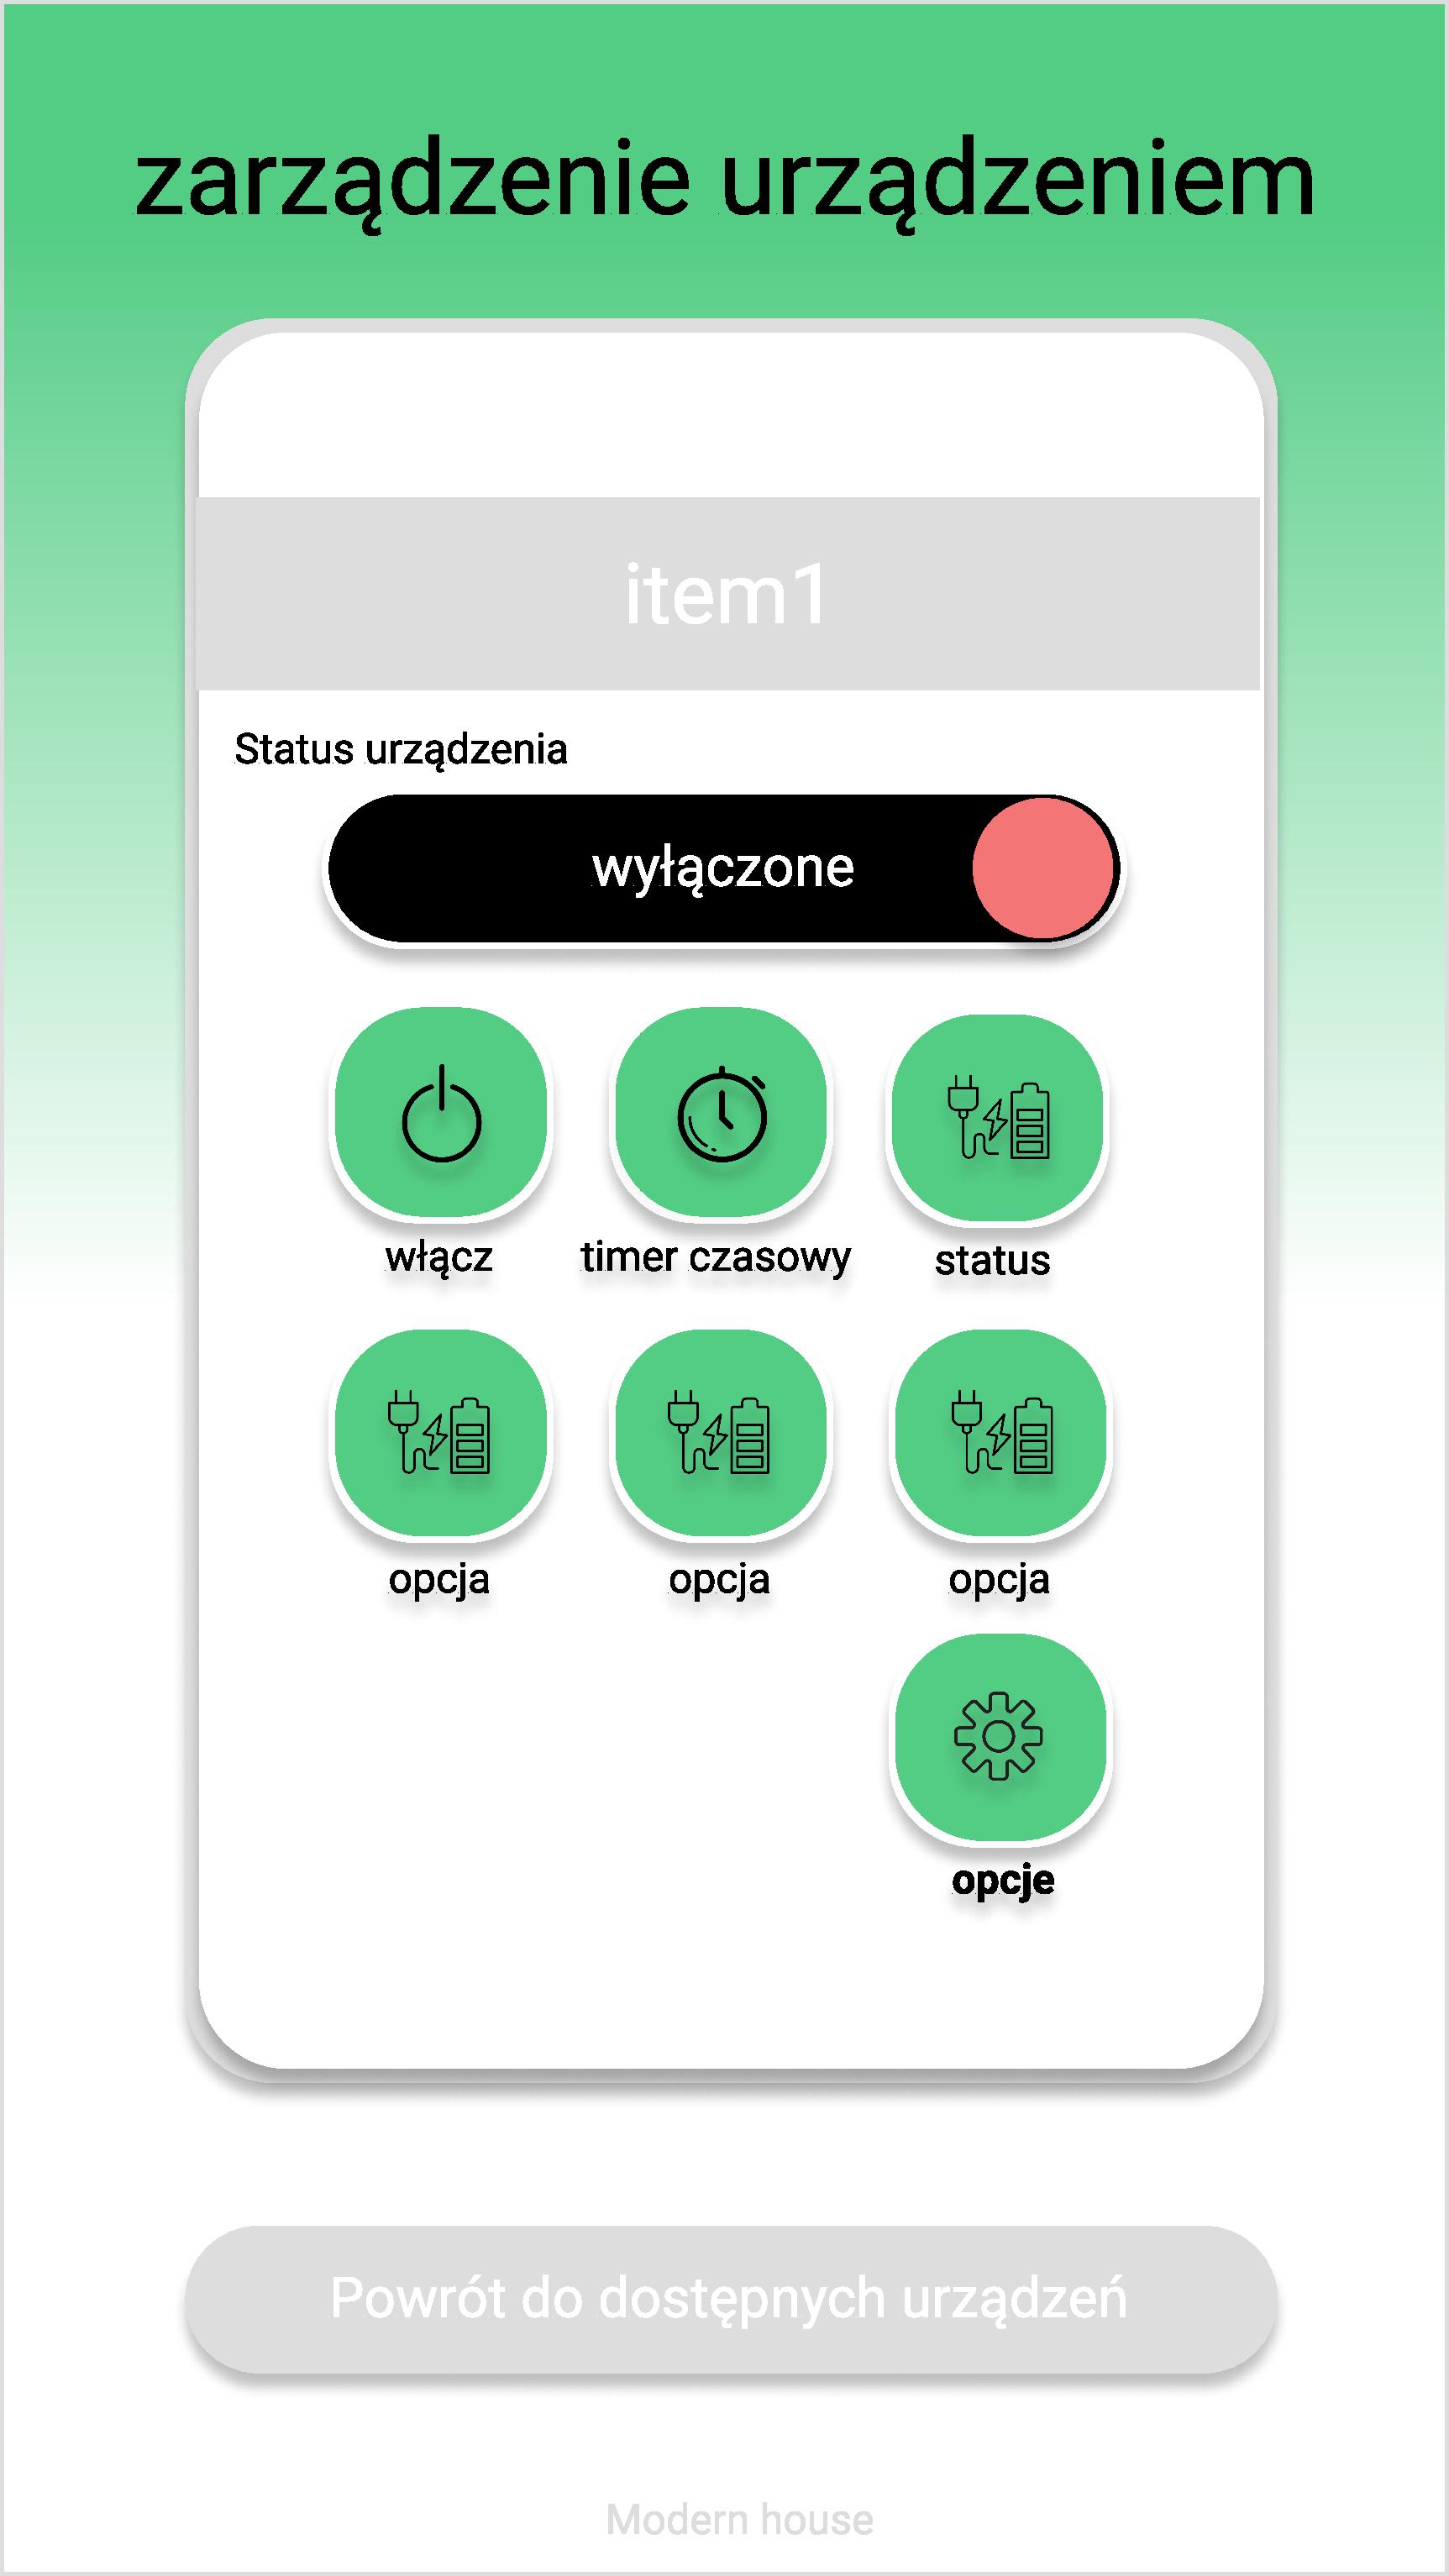 zarządzenie urządzeniem
item1
Status urządzenia
wyłączone
włącz
timer czasowy
status
opcja
opcja
opcja
opcje
Powrót do dostępnych urządzeń
Modern house